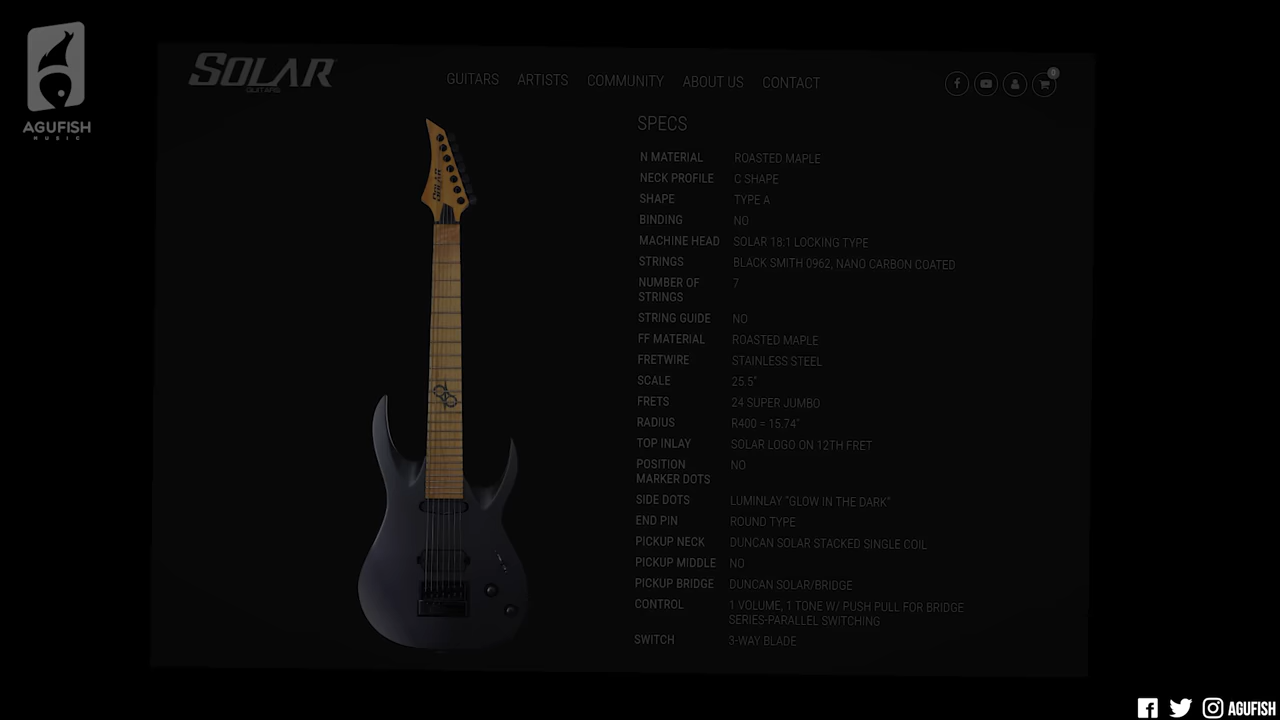 AGUFISH
MUSIC
SOLAR
GUITARS
GUITARS ARTISTS COMMUNITY ABOUT US CONTACT
0
SPECS
N MATERIAL ROASTED MAPLE
NECK PROFILE C SHAPE
SHAPE TYPE A
BINDING NO
MACHINE HEAD SOLAR 18:1 LOCKING TYPE
STRINGS BLACK SMITH 0962, NANO CARBON COATED
NUMBER OF STRINGS 7
STRING GUIDE NO
FF MATERIAL ROASTED MAPLE
FRETWIRE STAINLESS STEEL
SCALE 25.5"
FRETS 24 SUPER JUMBO
RADIUS R400 = 15.74"
TOP INLAY SOLAR LOGO ON 12TH FRET
POSITION MARKER DOTS NO
SIDE DOTS LUMINLAY "GLOW IN THE DARK"
END PIN ROUND TYPE
PICKUP NECK DUNCAN SOLAR STACKED SINGLE COIL
PICKUP MIDDLE NO
PICKUP BRIDGE DUNCAN SOLAR/BRIDGE
CONTROL 1 VOLUME, 1 TONE W/ PUSH PULL FOR BRIDGE
SERIES-PARALLEL SWITCHING
SWITCH 3-WAY BLADE
SOLAR
AGUFISH